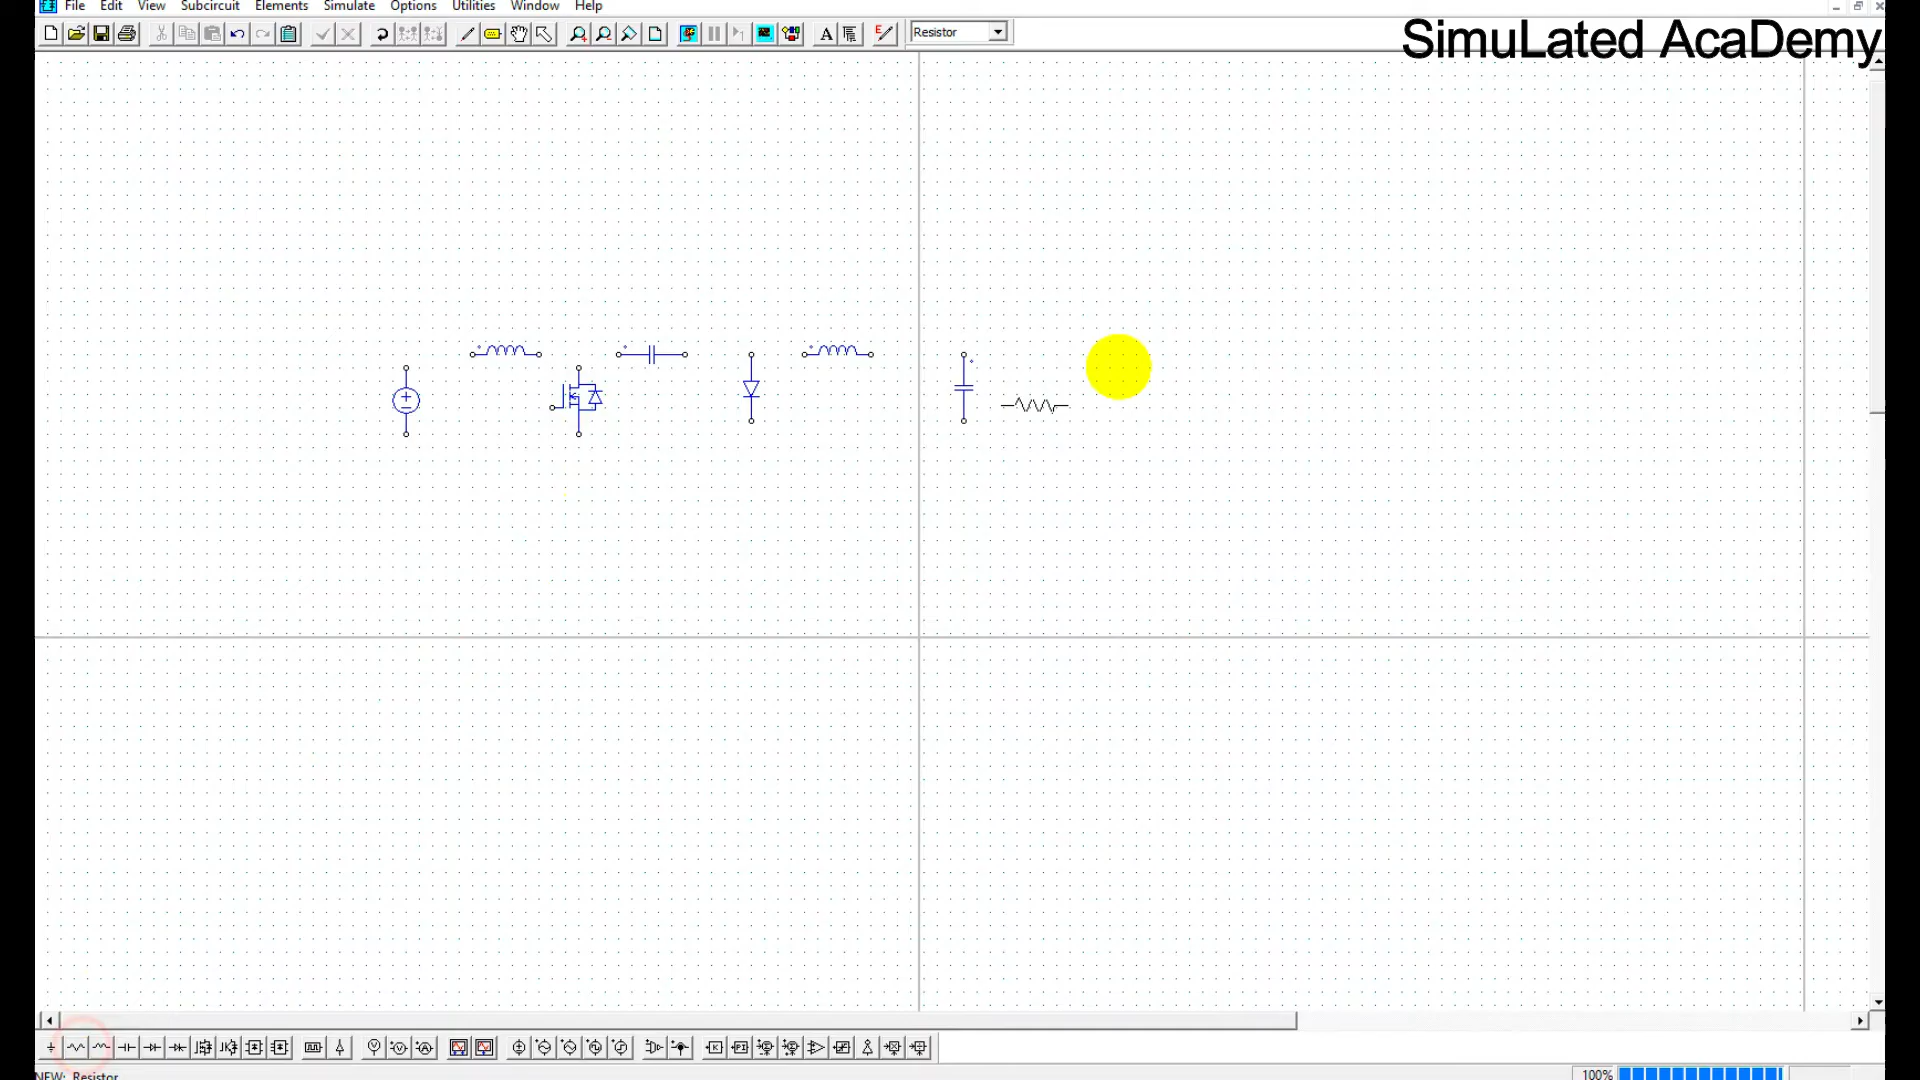 File Edit View Subcircuit Elements Simulate Options Utilities Window Help
Resistor
SimuLated AcaDemy
NEW: Resistor
100%